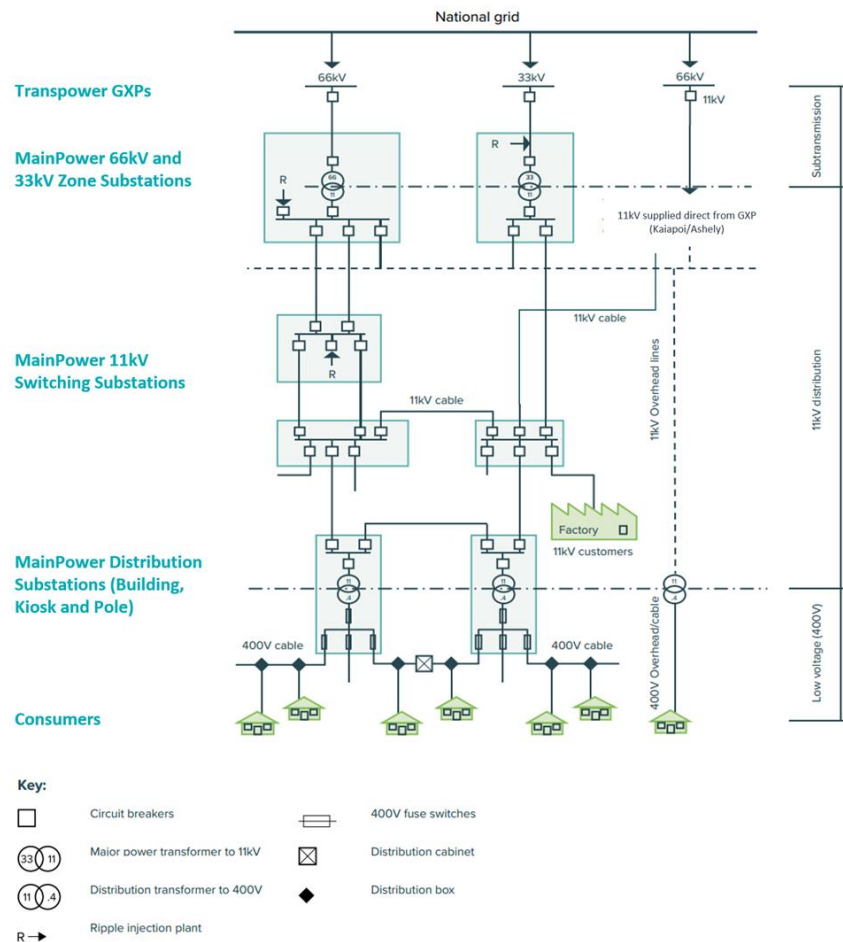 National grid
66kV
33kV
66kV
Transpower GXPs
11kV
Subtransmission
MainPower 66kV and
33kV Zone Substations
R
R
66
11
33
11
11kV supplied direct from GXP
(Kaiapoi/Ashely)
11kV cable
MainPower 11kV
Switching Substations
R
11kV Overhead lines
11kV distribution
11kV cable
Factory
11kV customers
MainPower Distribution
Substations (Building,
Kiosk and Pole)
11
.4
11
.4
11
.4
400V cable
400V cable
400V Overhead/cable
Low voltage (400V)
Consumers
Key:
Circuit breakers
400V fuse switches
33 11
Major power transformer to 11kV
Distribution cabinet
11 .4
Distribution transformer to 400V
Distribution box
R
Ripple injection plant